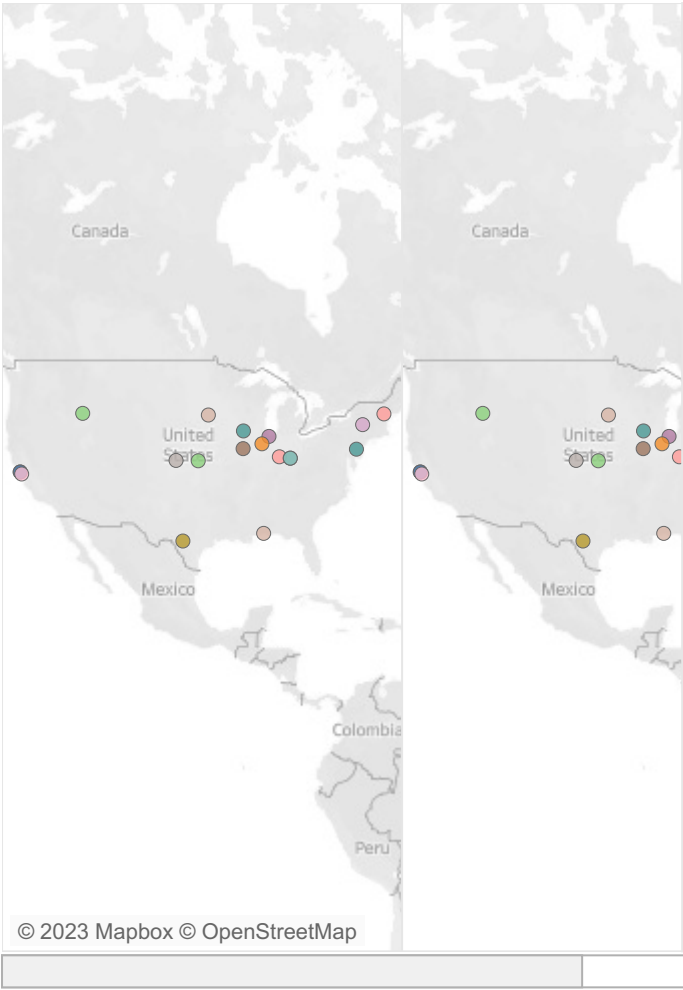 Canada
Canada
United
States
United
States
Mexico
Mexico
Colombia
Peru
© 2023 Mapbox © OpenStreetMap